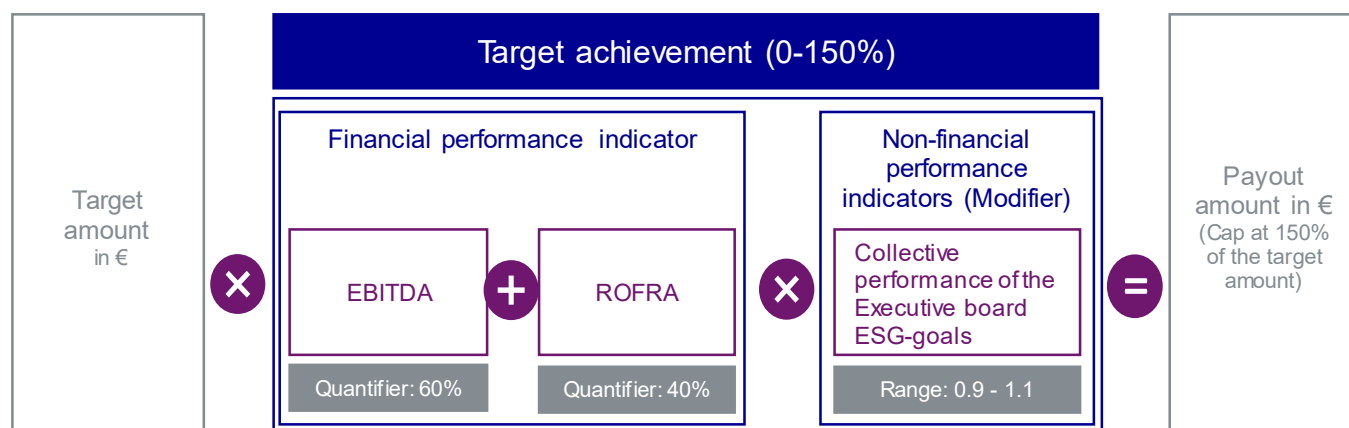 Target achievement (0-150%)
Target
amount
in €
×
Financial performance indicator
EBITDA
+
ROFRA
Quantifier: 60%
Quantifier: 40%
×
Non-financial
performance
indicators (Modifier)
Collective
performance of the
Executive board
ESG-goals
Range: 0.9 - 1.1
=
Payout
amount in €
(Cap at 150%
of the target
amount)